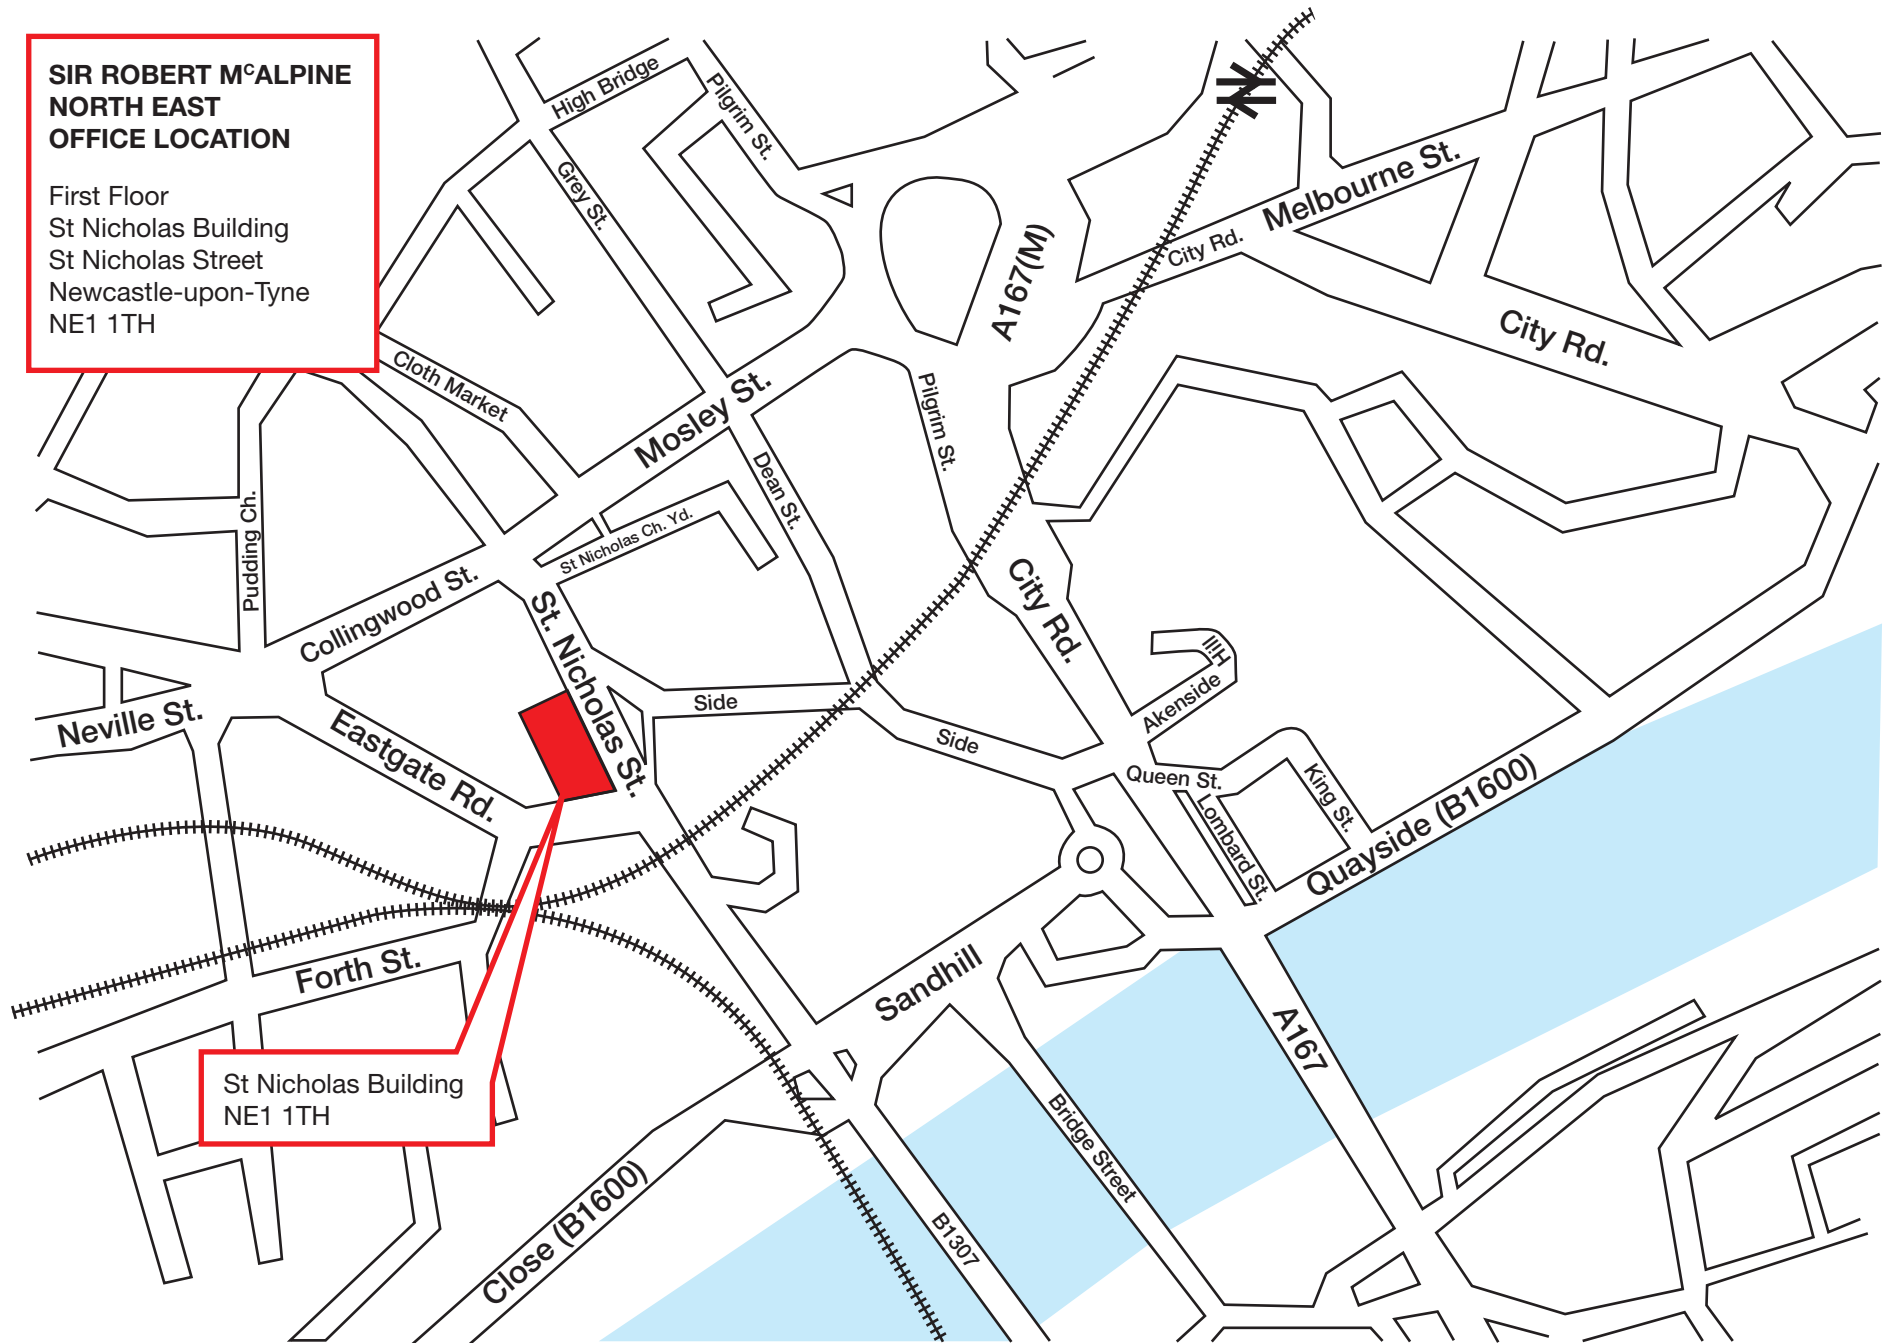 SIR ROBERT McALPINE
NORTH EAST
OFFICE LOCATION
First Floor
St Nicholas Building
St Nicholas Street
Newcastle-upon-Tyne
NE1 1TH
High Bridge
Pilgrim St.
Grey St.
Melbourne St.
City Rd.
A167(M)
City Rd.
Cloth Market
Mosley St.
Pilgrim St.
Dean St.
Pudding Ch.
St Nicholas Ch. Yd.
Collingwood St.
City Rd.
St. Nicholas St.
Hill
Akenside
Side
Side
Neville St.
Eastgate Rd.
Queen St.
King St.
Lombard St.
Quayside (B1600)
Forth St.
Sandhill
A167
St Nicholas Building
NE1 1TH
Bridge Street
Close (B1600)
B1307